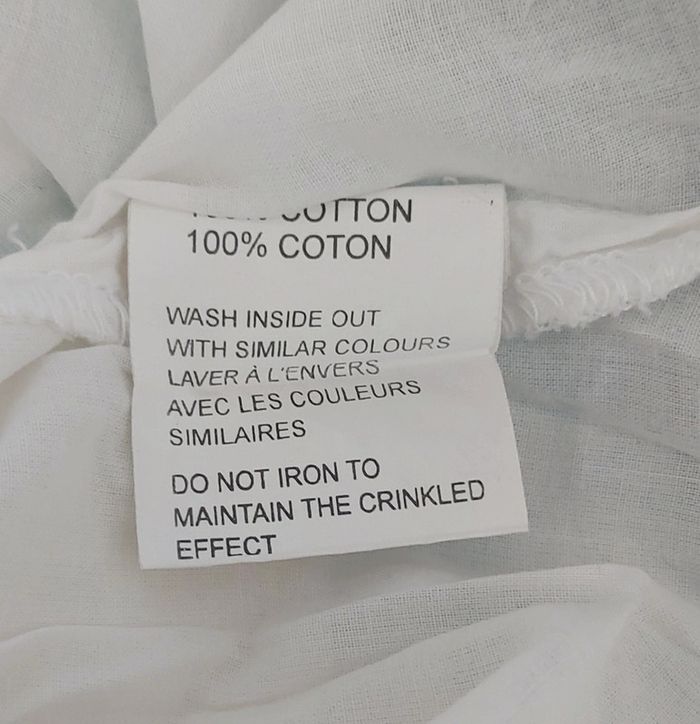 COTTON
100% COTON
WASH INSIDE OUT
WITH SIMILAR COLOURS
LAVER À L'ENVERS
AVEC LES COULEURS
SIMILAIRES
DO NOT IRON TO
MAINTAIN THE CRINKLED
EFFECT